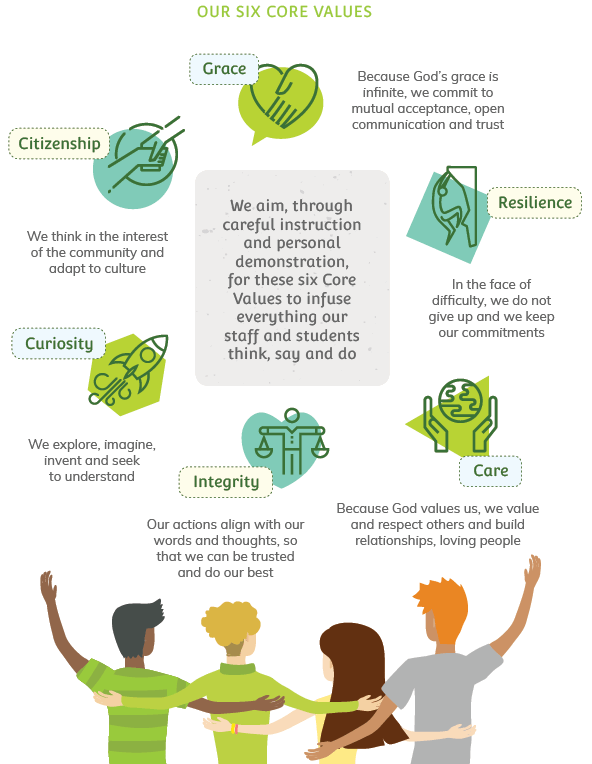 OUR SIX CORE VALUES
Grace
Because God's grace is
infinite, we commit to
mutual acceptance, open
communication and trust
Citizenship
We think in the interest
of the community and
adapt to culture
We aim, through
careful instruction
and personal
demonstration,
for these six Core
Values to infuse
everything our
staff and students
think, say and do
Resilience
In the face of
difficulty, we do not
give up and we keep
our commitments
Curiosity
We explore, imagine,
invent and seek
to understand
Integrity
Our actions align with our
words and thoughts, so
that we can be trusted
and do our best
Care
Because God values us, we value
and respect others and build
relationships, loving people